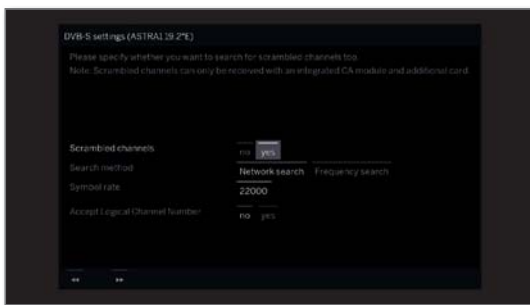 DVB-S settings (ASTRA1 19.2°E)
Please specify whether you want to search for scrambled channels too.
Note: Scrambled channels can only be received with an integrated CA module and additional card.
Scrambled channels no yes
Search method Network search Frequency search
Symbol rate 22000
Accept Logical Channel Number no yes